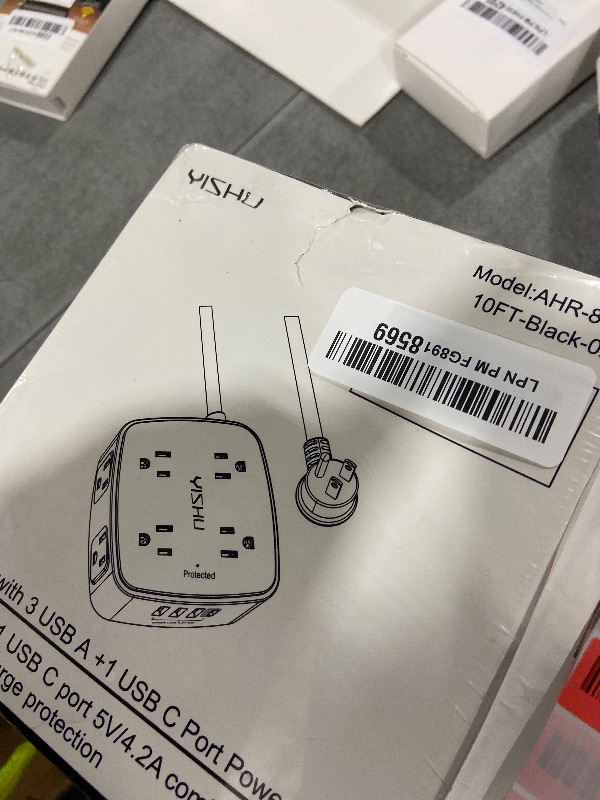 YISHU
Model:AHR-8
10FT-Black-0
LPN PM FG8918569
YISHU
Protected
with 3 USB A +1 USB C Port Powe
1 USB C port 5V/4.2A com
rge protection